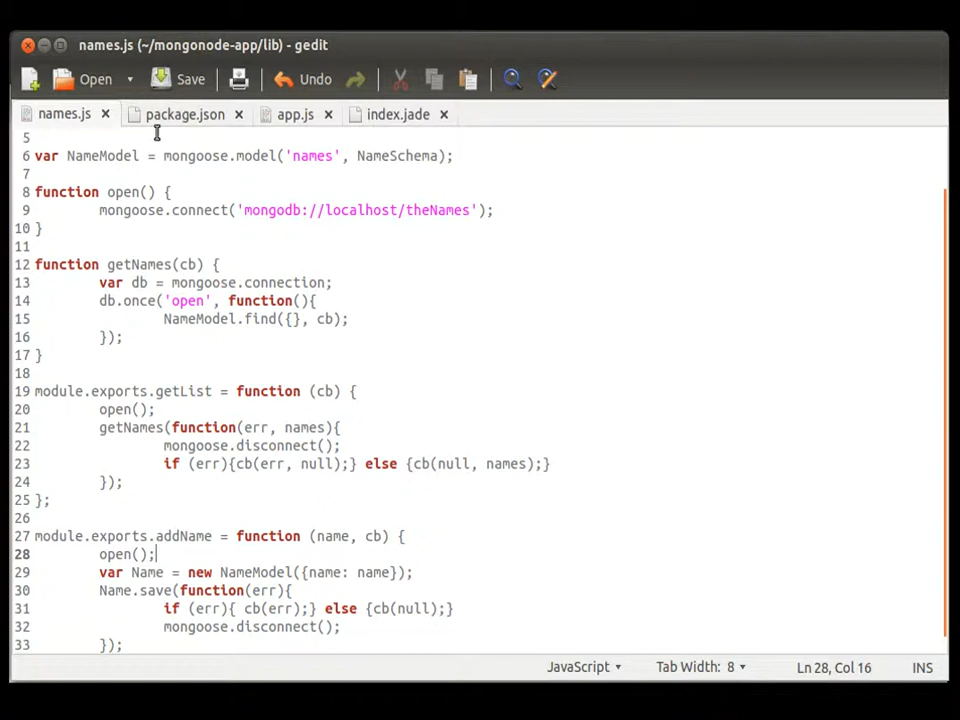 names.js (~/mongonode-app/lib) - gedit
Open Save Undo
names.js package.json app.js index.jade
5
6 var NameModel = mongoose.model('names', NameSchema);
7
8 function open() {
9 mongoose.connect('mongodb://localhost/theNames');
10 }
11
12 function getNames(cb) {
13 var db = mongoose.connection;
14 db.once('open', function(){
15 NameModel.find({}, cb);
16 });
17 }
18
19 module.exports.getList = function (cb) {
20 open();
21 getNames(function(err, names){
22 mongoose.disconnect();
23 if (err){cb(err, null);} else {cb(null, names);}
24 });
25 };
26
27 module.exports.addName = function (name, cb) {
28 open();
29 var Name = new NameModel({name: name});
30 Name.save(function(err){
31 if (err){ cb(err);} else {cb(null);}
32 mongoose.disconnect();
33 });
JavaScript Tab Width: 8 Ln 28, Col 16 INS